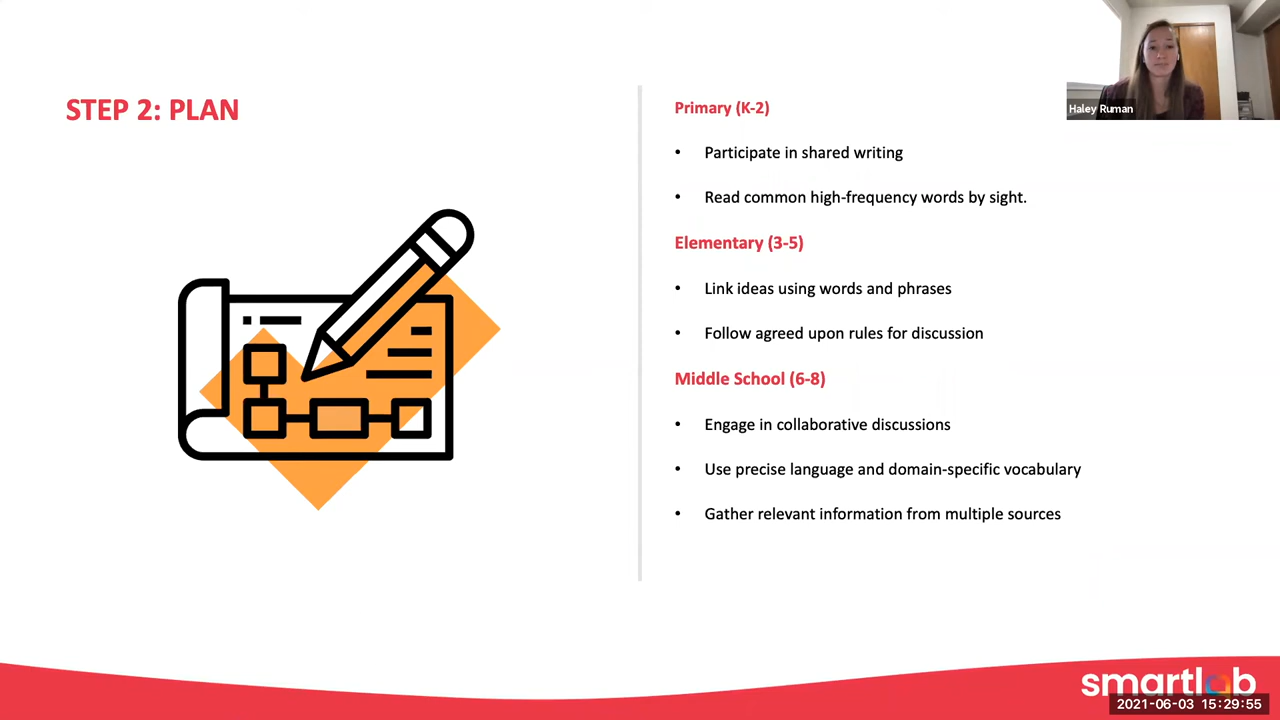 STEP 2: PLAN
Primary (K-2)
• Participate in shared writing
• Read common high-frequency words by sight.
Elementary (3-5)
• Link ideas using words and phrases
• Follow agreed upon rules for discussion
Middle School (6-8)
• Engage in collaborative discussions
• Use precise language and domain-specific vocabulary
• Gather relevant information from multiple sources
Haley Ruman
smartlab
2021-06-03 15:29:55